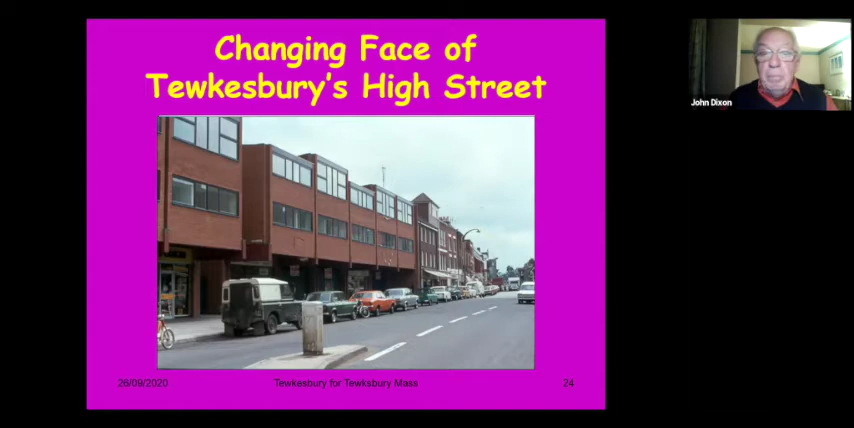 Changing Face of
Tewkesbury's High Street
John Dixon
26/09/2020
Tewkesbury for Tewksbury Mass
24